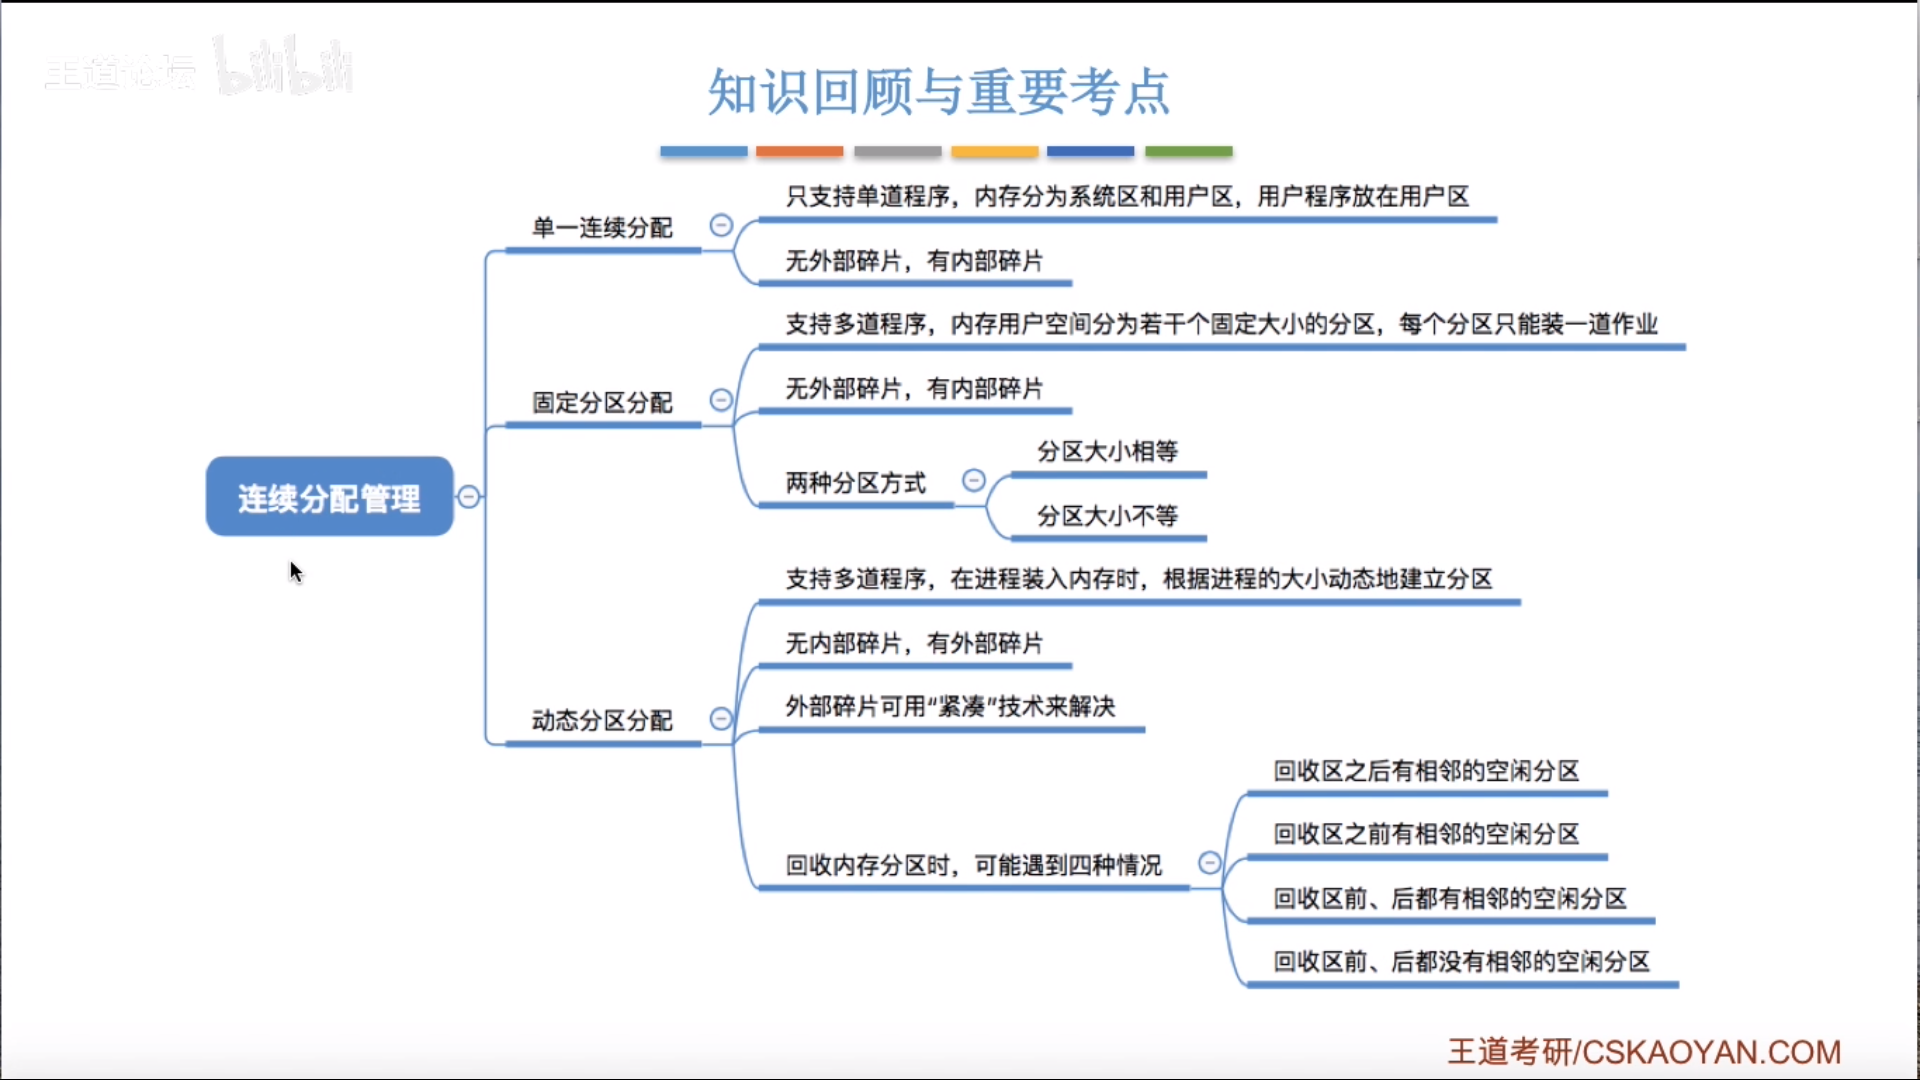 王道论坛 bilibili
知识回顾与重要考点
只支持单道程序，内存分为系统区和用户区，用户程序放在用户区
单一连续分配
无外部碎片，有内部碎片
支持多道程序，内存用户空间分为若干个固定大小的分区，每个分区只能装一道作业
固定分区分配
无外部碎片，有内部碎片
分区大小相等
两种分区方式
分区大小不等
连续分配管理
支持多道程序，在进程装入内存时，根据进程的大小动态地建立分区
无内部碎片，有外部碎片
动态分区分配
外部碎片可用“紧凑”技术来解决
回收区之后有相邻的空闲分区
回收区之前有相邻的空闲分区
回收内存分区时，可能遇到四种情况
回收区前、后都有相邻的空闲分区
回收区前、后都没有相邻的空闲分区
王道考研/CSKAOYAN.COM